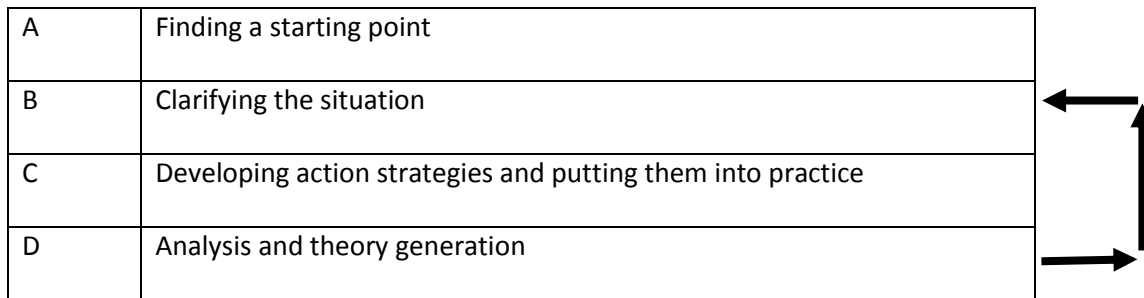 A Finding a starting point
B Clarifying the situation
C Developing action strategies and putting them into practice
D Analysis and theory generation